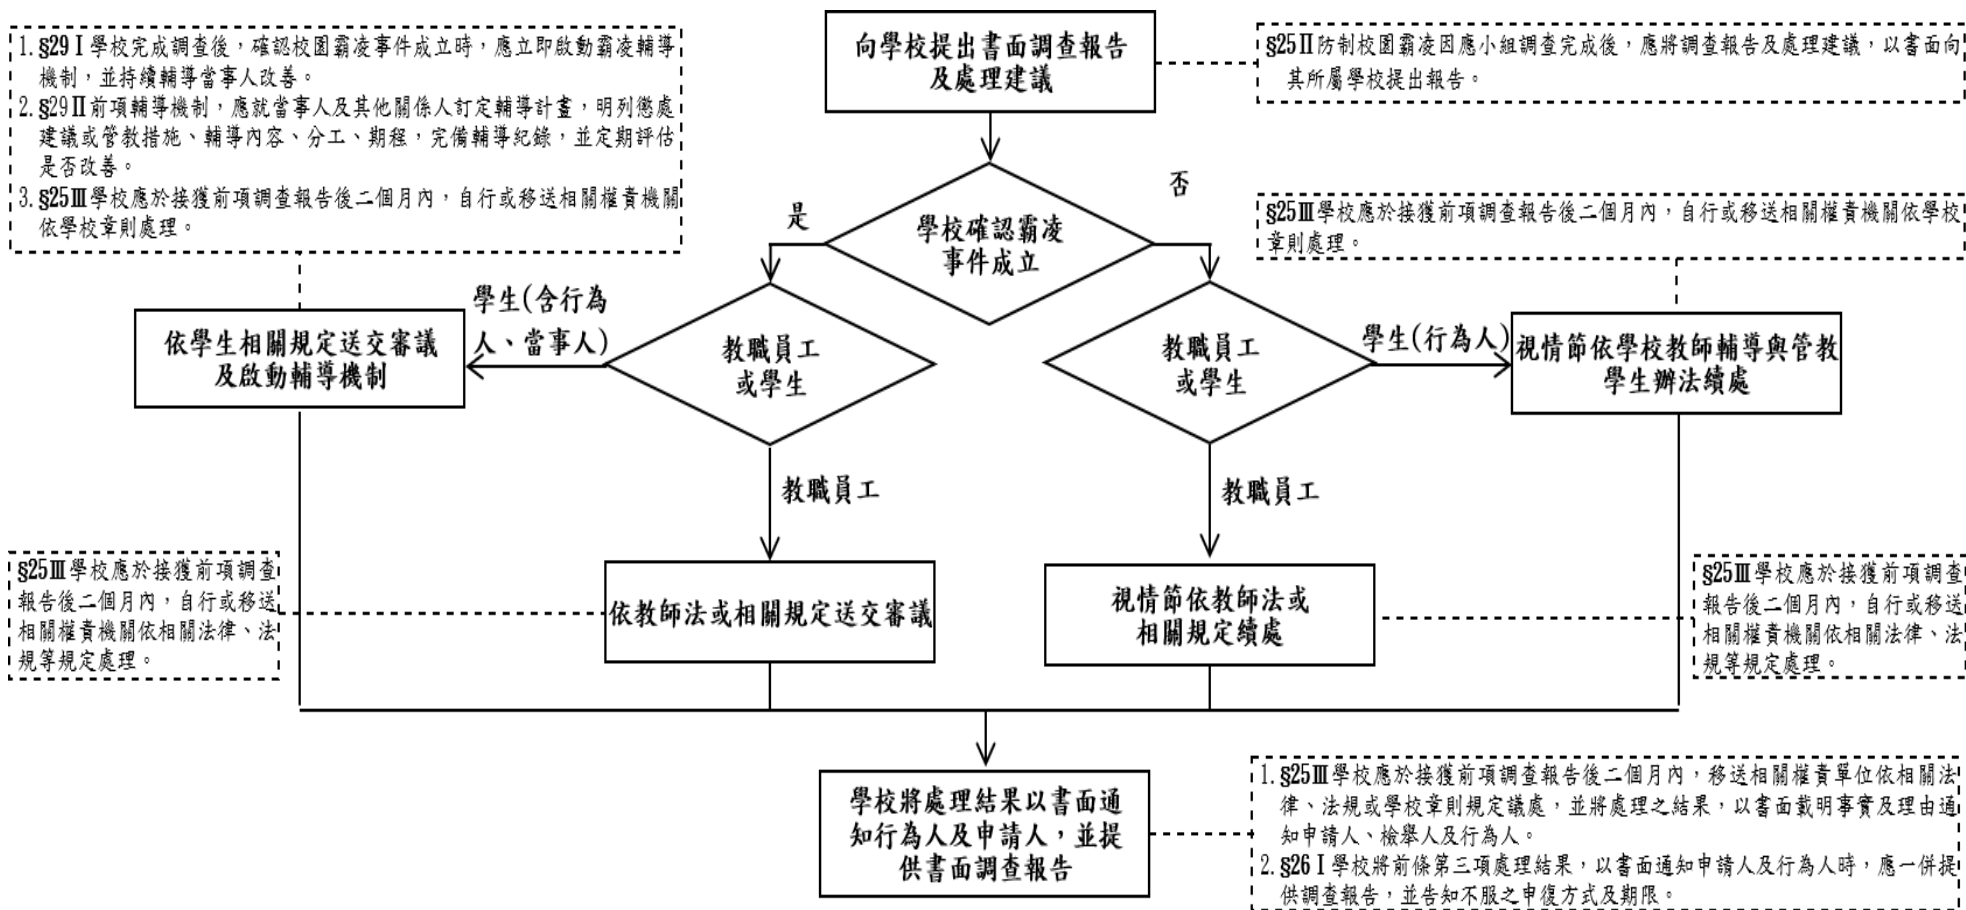 向學校提出書面調查報告
及處理建議
1. §29Ⅰ學校完成調查後，確認校園霸凌事件成立時，應立即啟動霸凌輔導
機制，並持續輔導當事人改善。
2. §29Ⅱ前項輔導機制，應就當事人及其他關係人訂定輔導計畫，明列懲處
建議或管教措施、輔導內容、分工、期程，完備輔導紀錄，並定期評估
是否改善。
3. §25Ⅲ學校應於接獲前項調查報告後二個月內，自行或移送相關權責機關
依學校章則處理。
§25Ⅱ防制校園霸凌因應小組調查完成後，應將調查報告及處理建議，以書面向
其所屬學校提出報告。
學校確認霸凌
事件成立
是
否
§25Ⅲ學校應於接獲前項調查報告後二個月內，自行或移送相關權責機關依學校
章則處理。
依學生相關規定送交審議
及啟動輔導機制
學生(含行為
人、當事人)
教職員工
或學生
教職員工
或學生
學生(行為人)
視情節依學校教師輔導與管教
學生辦法續處
教職員工
教職員工
§25Ⅲ學校應於接獲前項調查
報告後二個月內，自行或移送
相關權責機關依相關法律、法
規等規定處理。
依教師法或相關規定送交審議
視情節依教師法或
相關規定續處
§25Ⅲ學校應於接獲前項調查
報告後二個月內，自行或移送
相關權責機關依相關法律、法
規等規定處理。
學校將處理結果以書面通
知行為人及申請人，並提
供書面調查報告
1. §25Ⅲ學校應於接獲前項調查報告後二個月內，移送相關權責單位依相關法
律、法規或學校章則規定議處，並將處理之結果，以書面載明事實及理由通
知申請人、檢舉人及行為人。
2. §26Ⅰ學校將前條第三項處理結果，以書面通知申請人及行為人時，應一併提
供調查報告，並告知不服之申復方式及期限。